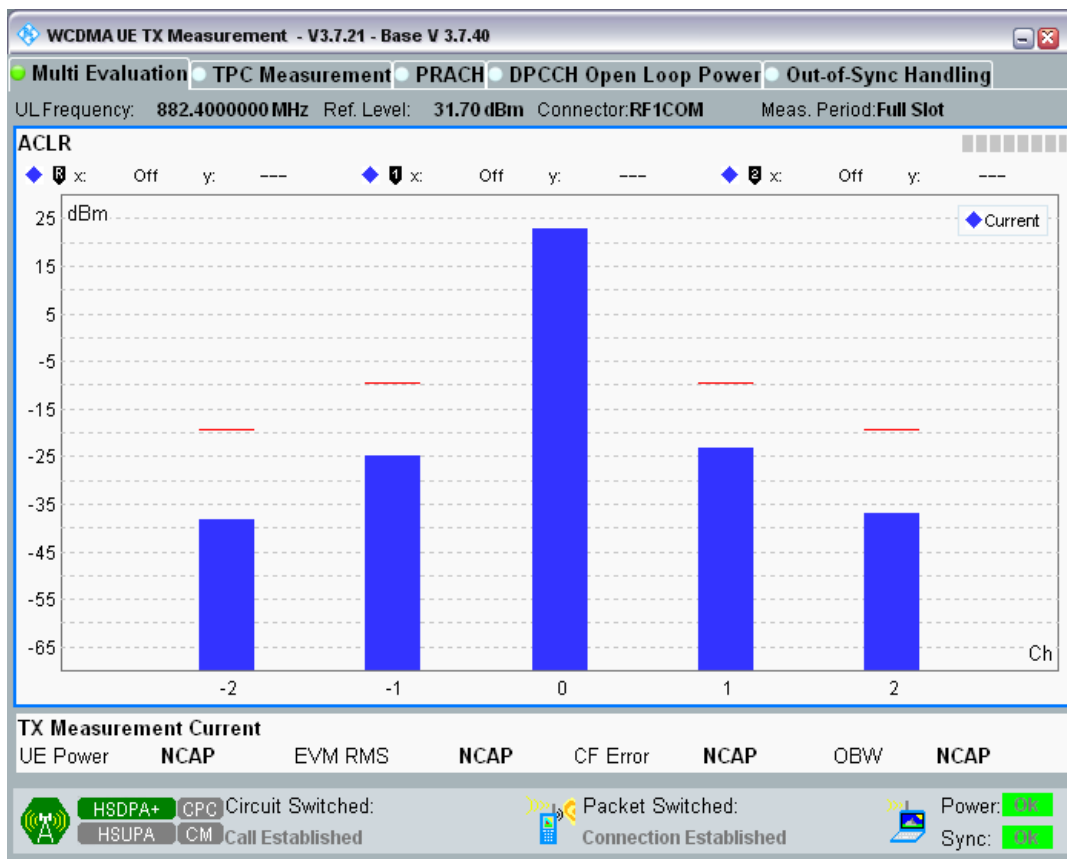 WCDMA UE TX Measurement - V3.7.21 - Base V 3.7.40
Multi Evaluation TPC Measurement PRACH DPCCH Open Loop Power Out-of-Sync Handling
UL Frequency: 882.4000000 MHz Ref. Level: 31.70 dBm Connector:RF1COM Meas. Period:Full Slot
ACLR
R x: Off y: --- 1 x: Off y: --- 2 x: Off y: ---
dBm
Current
25
15
5
-5
-15
-25
-35
-45
-55
-65
Ch
-2 -1 0 1 2
TX Measurement Current
UE Power NCAP EVM RMS NCAP CF Error NCAP OBW NCAP
HSDPA+ CPC Circuit Switched: Packet Switched: Power: OK
HSUPA CM Call Established Connection Established Sync: OK